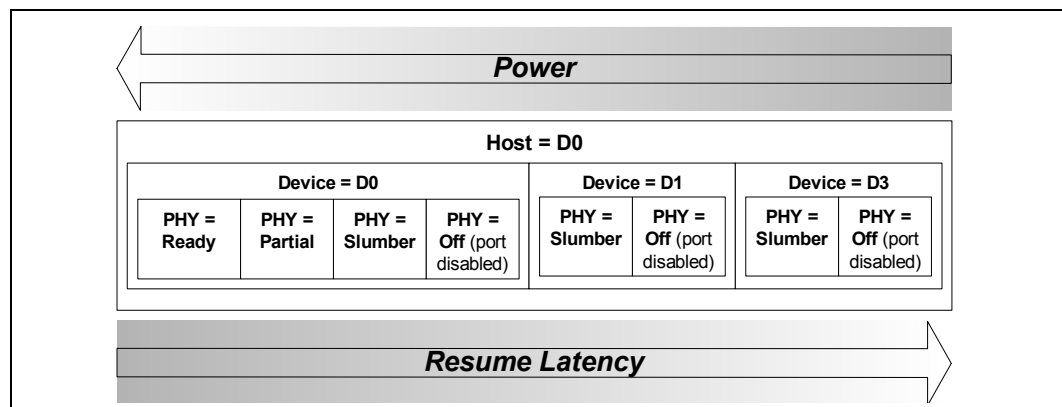 Power
Host = D0
Device = D0
Device = D1
Device = D3
PHY =
Ready
PHY =
Partial
PHY =
Slumber
PHY =
Off (port
disabled)
PHY =
Slumber
PHY =
Off (port
disabled)
PHY =
Slumber
PHY =
Off (port
disabled)
Resume Latency